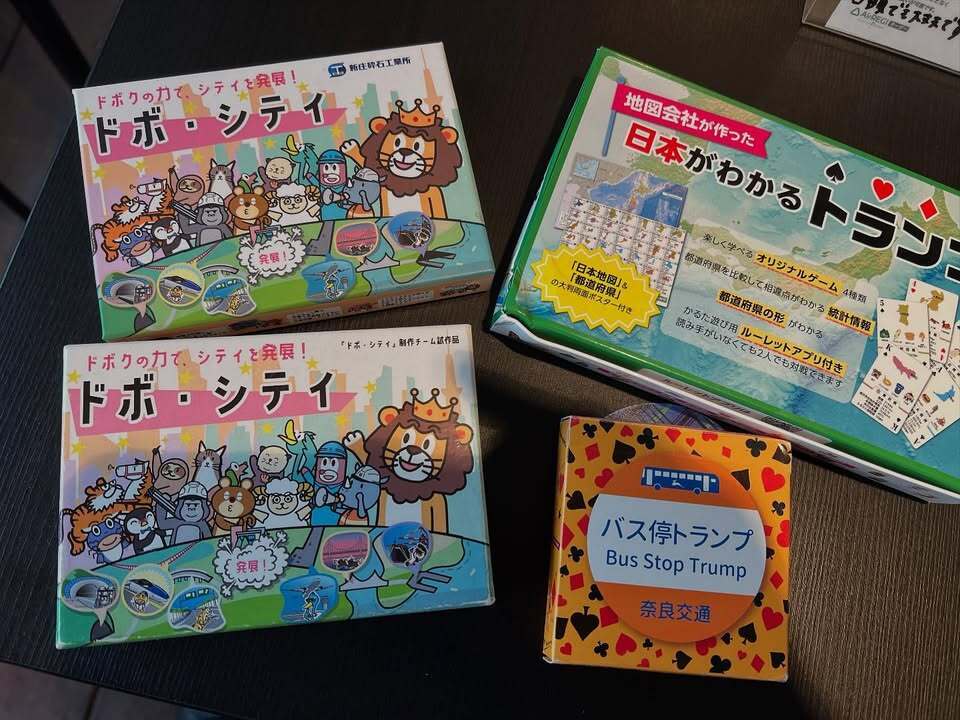 ドボクの力で、シティを発展！
新庄砕石工業所
ドボ・シティ
発展！
ドボクの力で、シティを発展！
「ドボ・シティ」制作チーム試作品
ドボ・シティ
発展！
地図会社が作った
日本がわかるトラン
楽しく学べる オリジナルゲーム 4種類
都道府県を比較して相違点がわかる 統計情報
都道府県の形 がわかる
かるた遊び用 ルーレットアプリ付き
読み手がいなくても2人でも対戦できます
「日本地図」&
「都道府県」
の大判両面ポスター付き
バス停トランプ
Bus Stop Trump
奈良交通